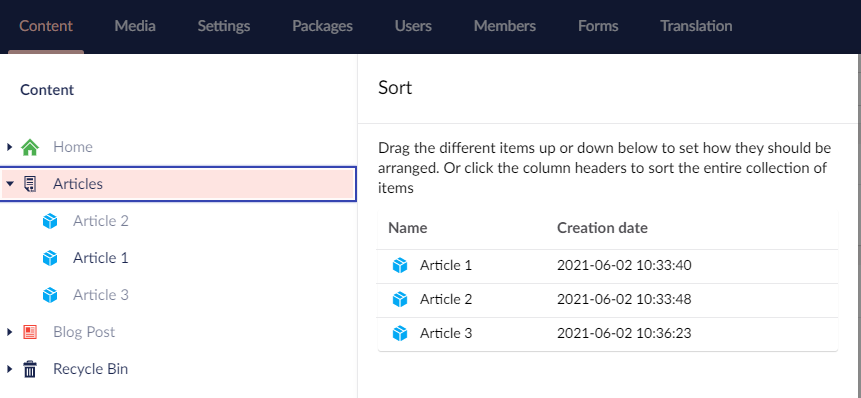 Content Media Settings Packages Users Members Forms Translation
Content
Home
Articles
Article 2
Article 1
Article 3
Blog Post
Recycle Bin
Sort
Drag the different items up or down below to set how they should be
arranged. Or click the column headers to sort the entire collection of
items
Name Creation date
Article 1 2021-06-02 10:33:40
Article 2 2021-06-02 10:33:48
Article 3 2021-06-02 10:36:23